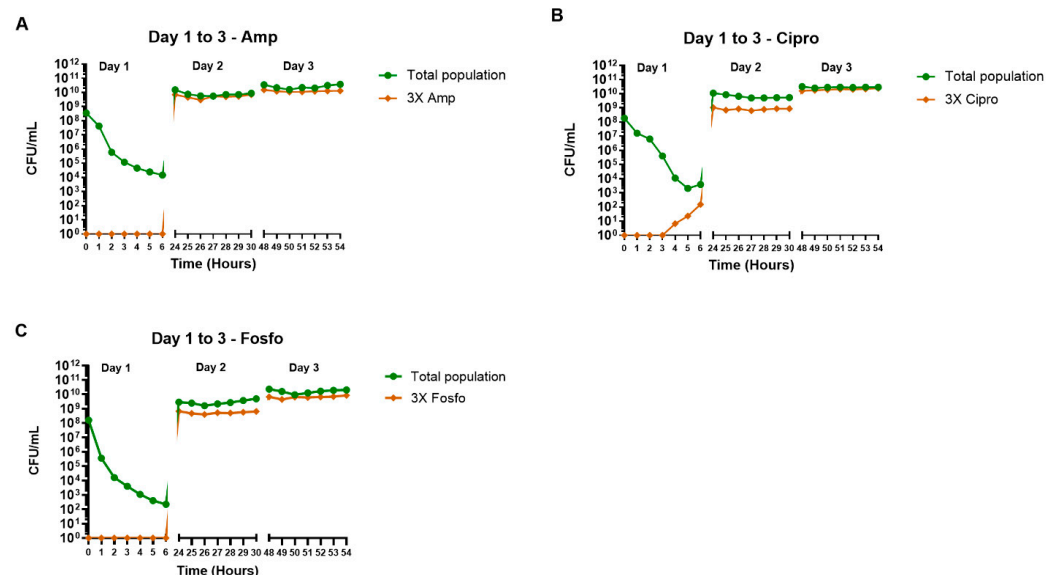 A
Day 1 to 3 - Amp
Day 1 Day 2 Day 3
10¹²
10¹¹
10¹⁰
10⁹
10⁸
10⁷
10⁶
10⁵
10⁴
10³
10²
10¹
10⁰
CFU/mL
0 1 2 3 4 5 6 24 25 26 27 28 29 30 48 49 50 51 52 53 54
Time (Hours)
Total population
3X Amp
B
Day 1 to 3 - Cipro
Day 1 Day 2 Day 3
10¹²
10¹¹
10¹⁰
10⁹
10⁸
10⁷
10⁶
10⁵
10⁴
10³
10²
10¹
10⁰
CFU/mL
0 1 2 3 4 5 6 24 25 26 27 28 29 30 48 49 50 51 52 53 54
Time (Hours)
Total population
3X Cipro
C
Day 1 to 3 - Fosfo
Day 1 Day 2 Day 3
10¹²
10¹¹
10¹⁰
10⁹
10⁸
10⁷
10⁶
10⁵
10⁴
10³
10²
10¹
10⁰
CFU/mL
0 1 2 3 4 5 6 24 25 26 27 28 29 30 48 49 50 51 52 53 54
Time (Hours)
Total population
3X Fosfo